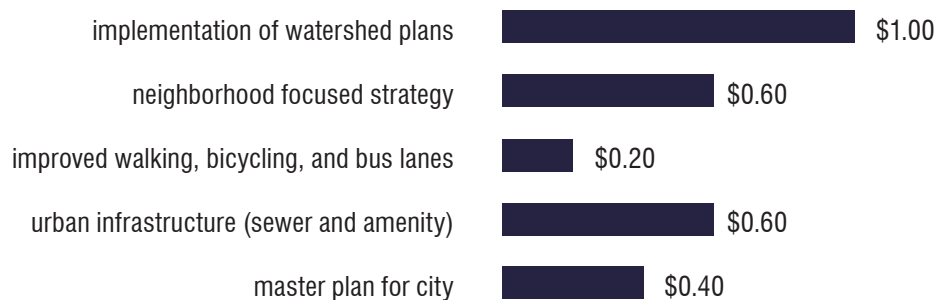 implementation of watershed plans $1.00
neighborhood focused strategy $0.60
improved walking, bicycling, and bus lanes $0.20
urban infrastructure (sewer and amenity) $0.60
master plan for city $0.40